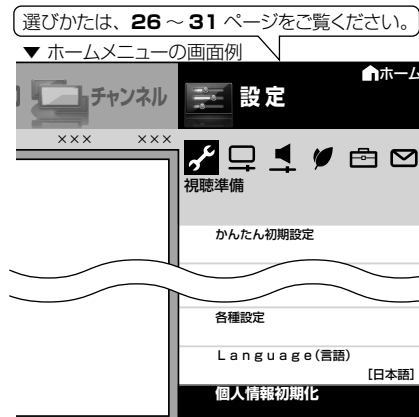 選びかたは、26～31ページをご覧ください。
▼ ホームメニューの画面例
チャンネル
設定
ホーム
××× ×××
視聴準備
かんたん初期設定
各種設定
Language(言語)
[日本語]
個人情報初期化